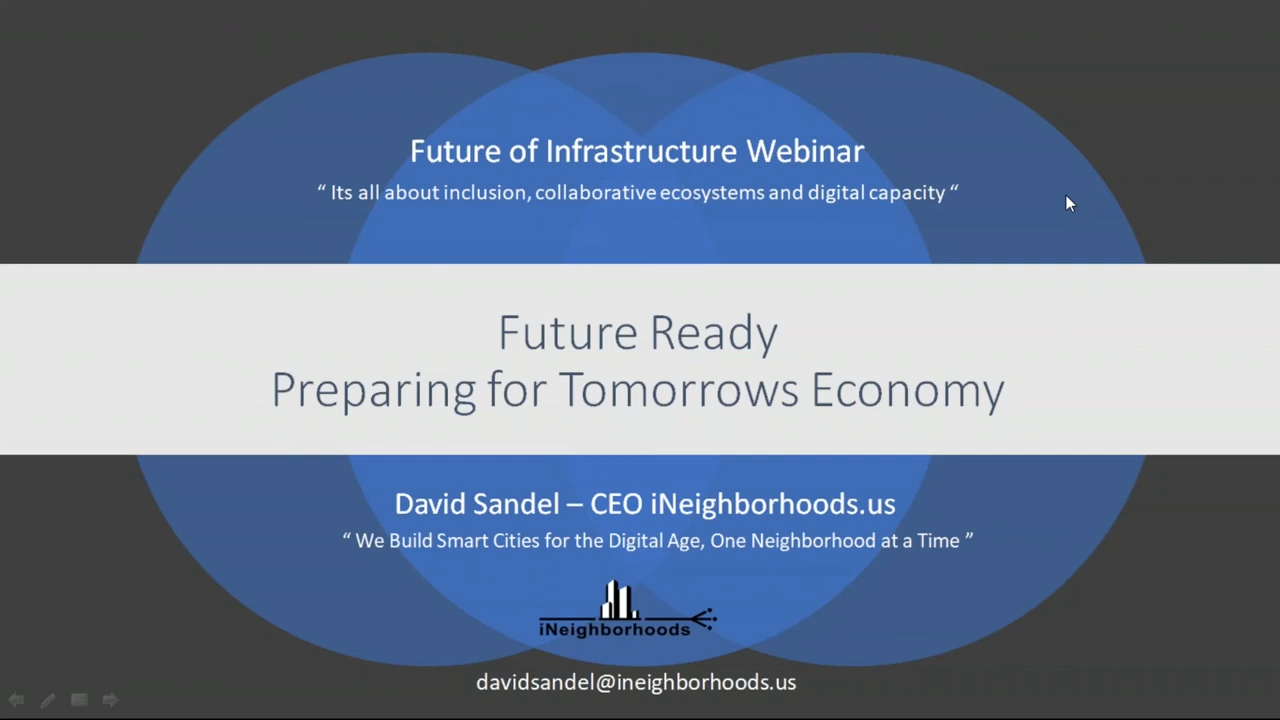 Future of Infrastructure Webinar
“ Its all about inclusion, collaborative ecosystems and digital capacity “
Future Ready
Preparing for Tomorrows Economy
David Sandel – CEO iNeighborhoods.us
“ We Build Smart Cities for the Digital Age, One Neighborhood at a Time ”
iNeighborhoods
davidsandel@ineighborhoods.us